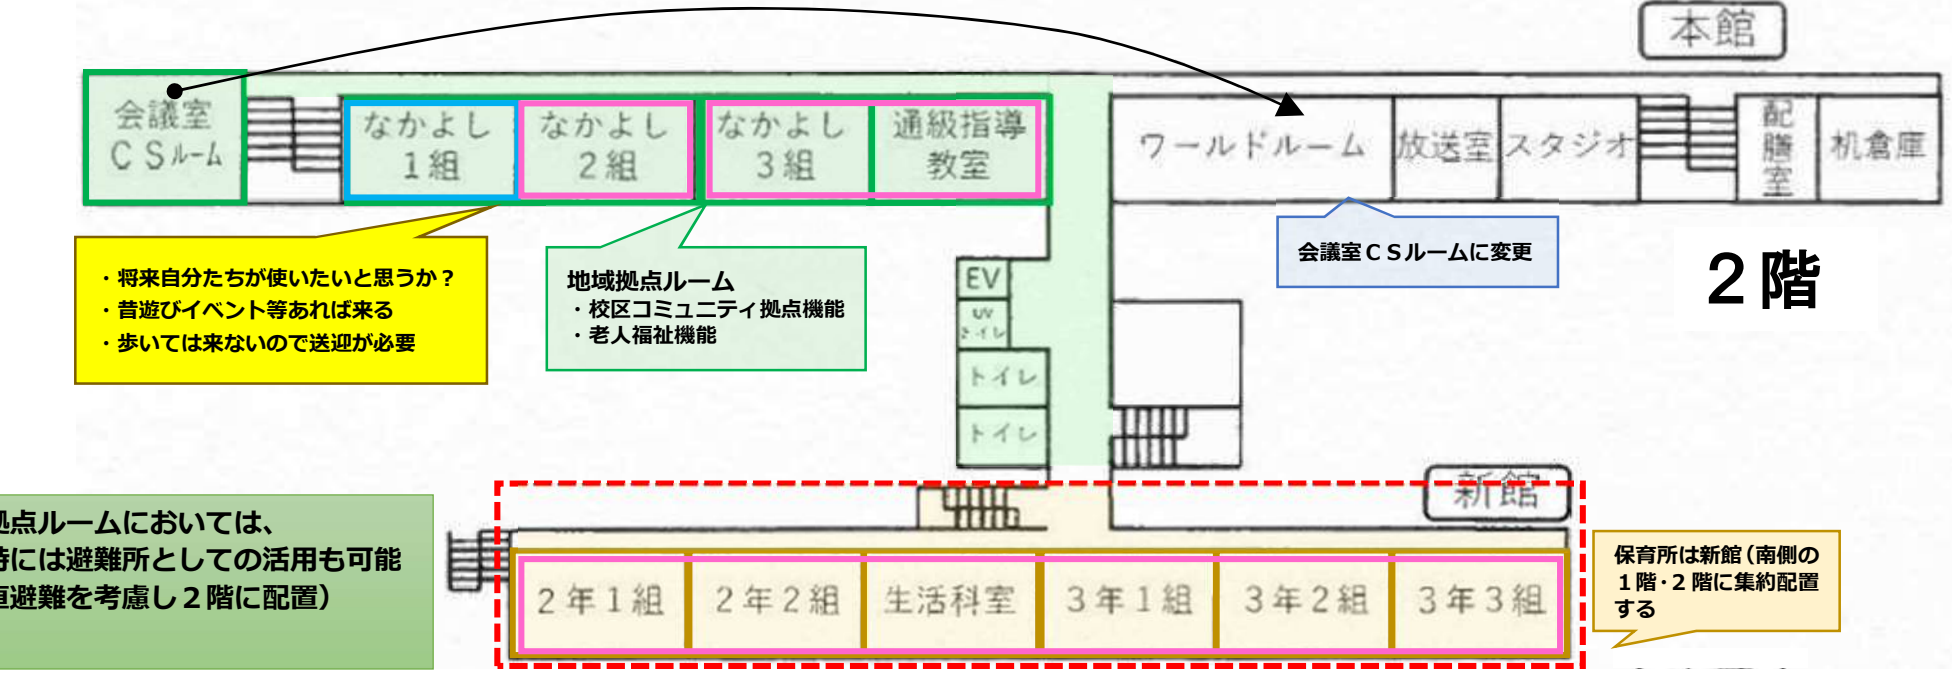 本館
会議室
ＣＳルーム
なかよし
１組
なかよし
２組
なかよし
３組
通級指導
教室
ワールドルーム
放送室
スタジオ
配膳室
机倉庫
・将来自分たちが使いたいと思うか？
・昔遊びイベント等あれば来る
・歩いては来ないので送迎が必要
地域拠点ルーム
・校区コミュニティ拠点機能
・老人福祉機能
会議室ＣＳルームに変更
２階
EV
UV
トイレ
トイレ
トイレ
新館
点ルームにおいては、
には避難所としての活用も可能
避難を考慮し２階に配置）
２年１組
２年２組
生活科室
３年１組
３年２組
３年３組
保育所は新館（南側の
１階・２階に集約配置
する